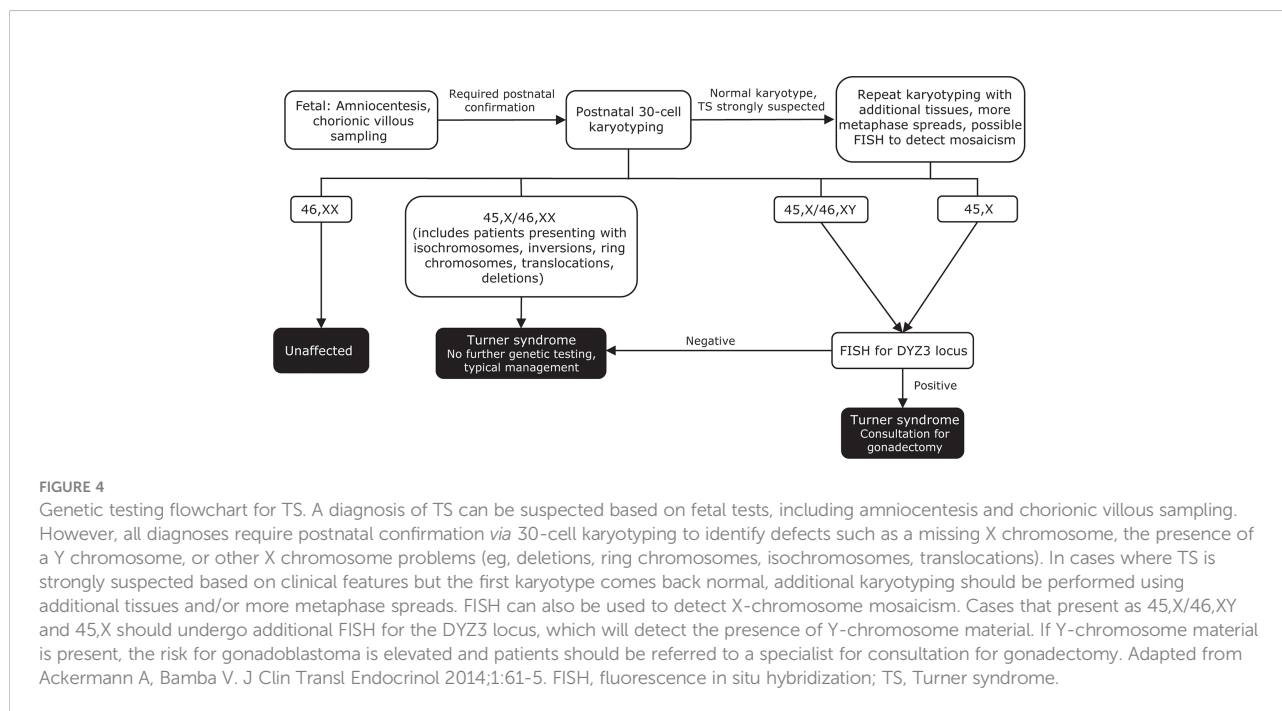 Fetal: Amniocentesis,
chorionic villous
sampling
Required postnatal
confirmation
Postnatal 30-cell
karyotyping
Normal karyotype,
TS strongly suspected
Repeat karyotyping with
additional tissues, more
metaphase spreads, possible
FISH to detect mosaicism
46,XX
45,X/46,XX
(includes patients presenting with
isochromosomes, inversions, ring
chromosomes, translocations,
deletions)
45,X/46,XY
45,X
Unaffected
Turner syndrome
No further genetic testing,
typical management
Negative
FISH for DYZ3 locus
Positive
Turner syndrome
Consultation for
gonadectomy
FIGURE 4
Genetic testing flowchart for TS. A diagnosis of TS can be suspected based on fetal tests, including amniocentesis and chorionic villous sampling.
However, all diagnoses require postnatal confirmation via 30-cell karyotyping to identify defects such as a missing X chromosome, the presence of
a Y chromosome, or other X chromosome problems (eg, deletions, ring chromosomes, isochromosomes, translocations). In cases where TS is
strongly suspected based on clinical features but the first karyotype comes back normal, additional karyotyping should be performed using
additional tissues and/or more metaphase spreads. FISH can also be used to detect X-chromosome mosaicism. Cases that present as 45,X/46,XY
and 45,X should undergo additional FISH for the DYZ3 locus, which will detect the presence of Y-chromosome material. If Y-chromosome material
is present, the risk for gonadoblastoma is elevated and patients should be referred to a specialist for consultation for gonadectomy. Adapted from
Ackermann A, Bamba V. J Clin Transl Endocrinol 2014;1:61-5. FISH, fluorescence in situ hybridization; TS, Turner syndrome.